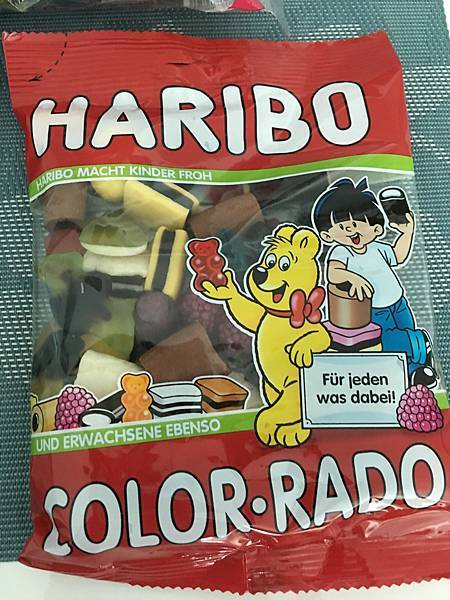 HARIBO
HARIBO MACHT KINDER FROH
Für jeden
was dabei!
UND ERWACHSENE EBENSO
COLOR·RADO